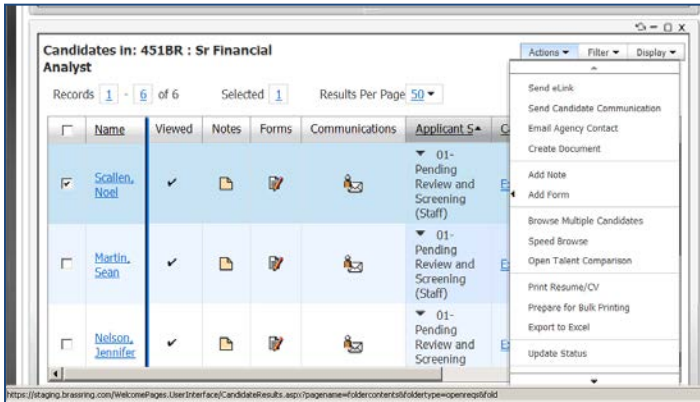 Candidates in: 451BR : Sr Financial
Analyst
Actions Filter Display
Records 1 - 6 of 6 Selected 1 Results Per Page 50
Name Viewed Notes Forms Communications Applicant S
Scallen,
Noel
01-
Pending
Review and
Screening
(Staff)
Martin,
Sean
01-
Pending
Review and
Screening
(Staff)
Nelson,
Jennifer
01-
Pending
Review and
Screening
Send eLink
Send Candidate Communication
Email Agency Contact
Create Document
Add Note
Add Form
Browse Multiple Candidates
Speed Browse
Open Talent Comparison
Print Resume/CV
Prepare for Bulk Printing
Export to Excel
Update Status
https://staging.brassring.com/WelcomePages.UserInterface/CandidateResults.aspx?pagename=foldercontents&foldertype=openreqs&fold